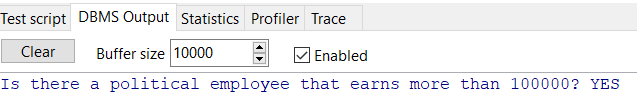 Test script DBMS Output Statistics Profiler Trace
Clear Buffer size 10000 Enabled
Is there a political employee that earns more than 100000? YES